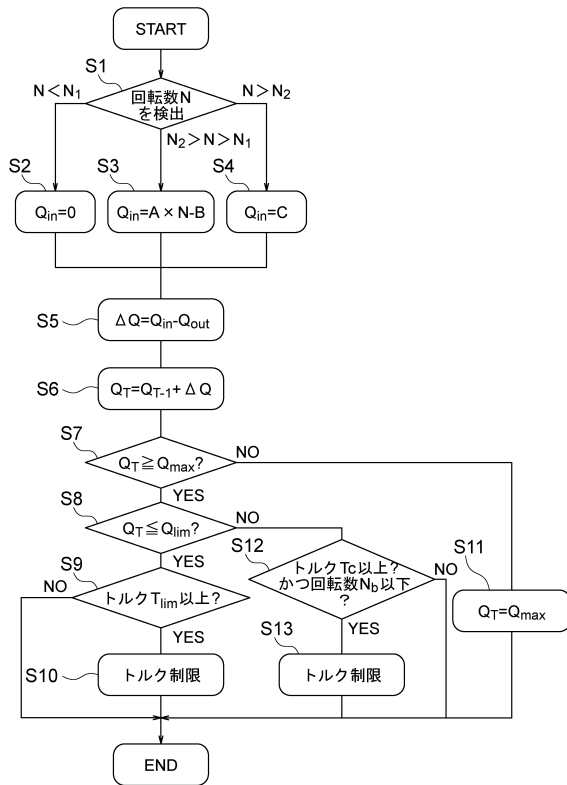 START
S1
N＜N1
回転数N
を検出
N＞N2
N2＞N＞N1
S2
S3
S4
Qin=0
Qin=A × N-B
Qin=C
S5
ΔQ=Qin-Qout
S6
QT=QT-1+ΔQ
S7
QT≧Qmax?
NO
YES
S8
QT≦Qlim?
NO
YES
S9
NO
トルクTlim以上?
YES
S12
トルクTc以上?
かつ回転数Nb以下
?
NO
YES
S11
QT=Qmax
S10
トルク制限
S13
トルク制限
END